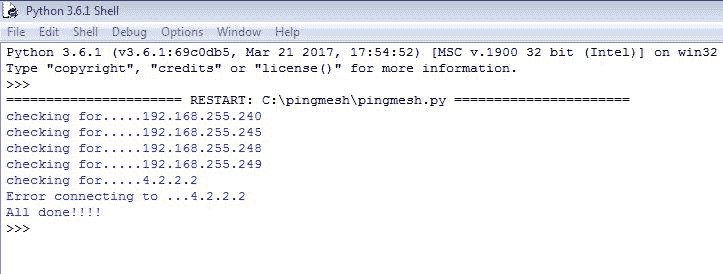 Python 3.6.1 Shell
File Edit Shell Debug Options Window Help
Python 3.6.1 (v3.6.1:69c0db5, Mar 21 2017, 17:54:52) [MSC v.1900 32 bit (Intel)] on win32
Type "copyright", "credits" or "license()" for more information.
>>>
====================== RESTART: C:\pingmesh\pingmesh.py ======================
checking for.....192.168.255.240
checking for.....192.168.255.245
checking for.....192.168.255.248
checking for.....192.168.255.249
checking for.....4.2.2.2
Error connecting to ...4.2.2.2
All done!!!!
>>>